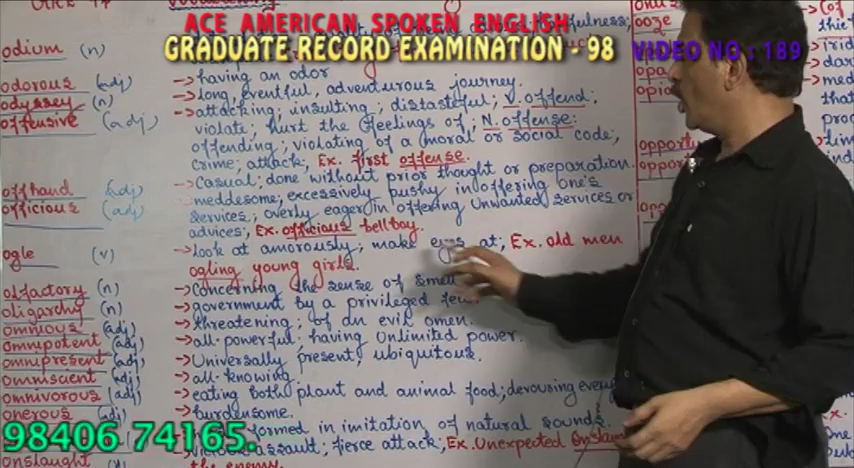 ACE AMERICAN SPOKEN ENGLISH
GRADUATE RECORD EXAMINATION - 98
VIDEO NO : 189
odium (n)
odorous (adj) → having an odor
odyssey (n) → long, eventful, adventurous journey.
offensive (adj) → attacking; insulting; distasteful; V. offend:
violate; hurt the feelings of; N. offense:
offending; violating of a moral or social code;
crime; attack, Ex. first offense.
offhand (adj) → Casual; done without prior thought or preparation.
officious (adj) meddesome; excessively pushy in offering one's
services; overly eager in offering unwanted services or
advices; Ex. officious bellboy.
ogle (v) → look at amorously; make eyes at; Ex. old men
ogling young girls.
olfactory (n) → Concerning the sense of smell
oligarchy (n) → government by a privileged few.
ominous (adj) → threatening; of an evil omen.
omnipotent (adj) → all-powerful; having Unlimited power.
omnipresent (adj) → Universally present, ubiquitous.
omniscient (adj) → all-knowing
omnivorous (adj) → eating both plant and animal food; devouring every
onerous (adj) → burdensome.
formed in imitation of natural sounds.
onslaught assault; fierce attack; Ex. Unexpected
the enemy.
98406 74165.
ooze
opportu